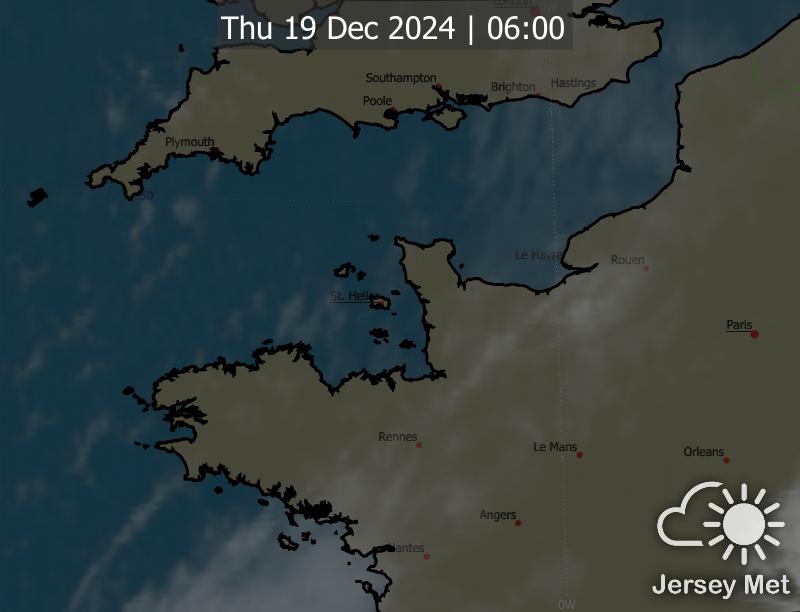 London
Thu 19 Dec 2024 | 06:00
Southampton
Brighton
Hastings
Poole
Plymouth
50
Le Havre
Rouen
St. Helier
Paris
Rennes
Le Mans
Orleans
Angers
Nantes
Jersey Met
0W